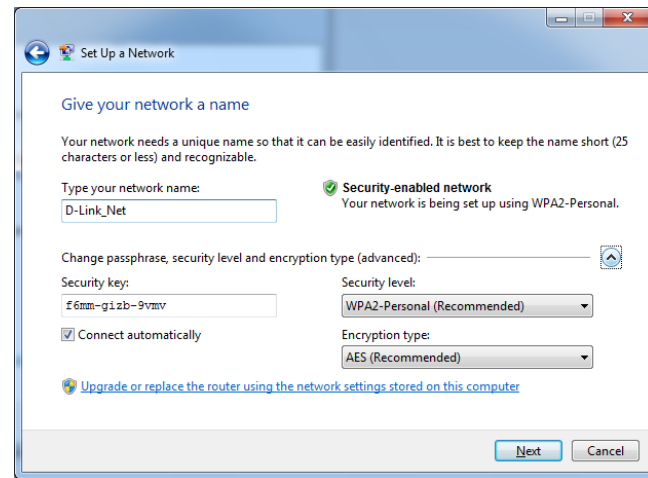 Set Up a Network
Give your network a name
Your network needs a unique name so that it can be easily identified. It is best to keep the name short (25
characters or less) and recognizable.
Type your network name:
D-Link_Net
Security-enabled network
Your network is being set up using WPA2-Personal.
Change passphrase, security level and encryption type (advanced):
Security key:
f6mm-gizb-9vmv
Security level:
WPA2-Personal (Recommended)
Connect automatically
Encryption type:
AES (Recommended)
Upgrade or replace the router using the network settings stored on this computer
Next
Cancel